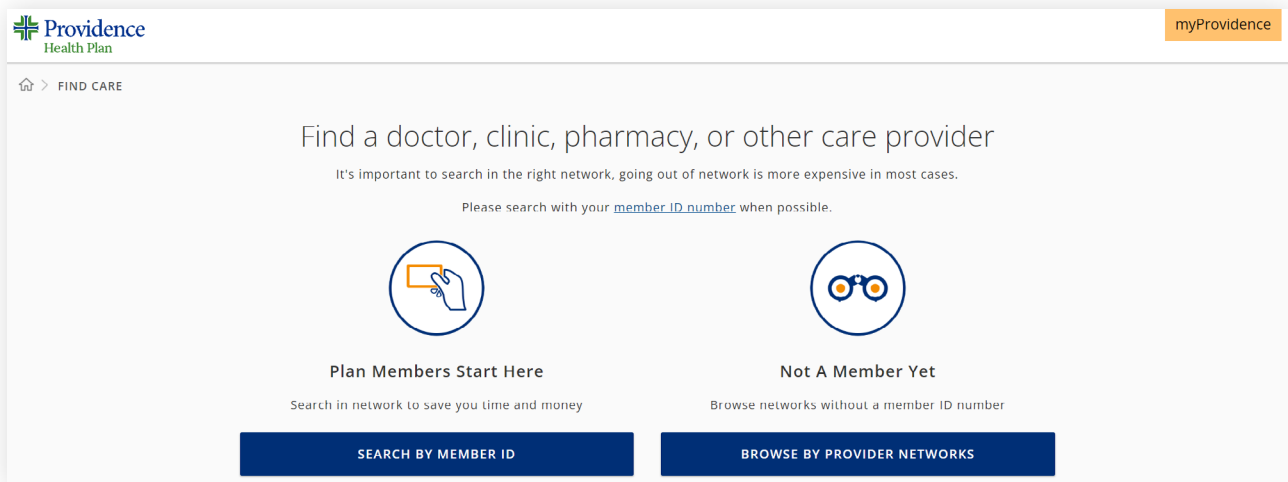 Providence
Health Plan
myProvidence
FIND CARE
Find a doctor, clinic, pharmacy, or other care provider
It's important to search in the right network, going out of network is more expensive in most cases.
Please search with your member ID number when possible.
Plan Members Start Here
Search in network to save you time and money
SEARCH BY MEMBER ID
Not A Member Yet
Browse networks without a member ID number
BROWSE BY PROVIDER NETWORKS